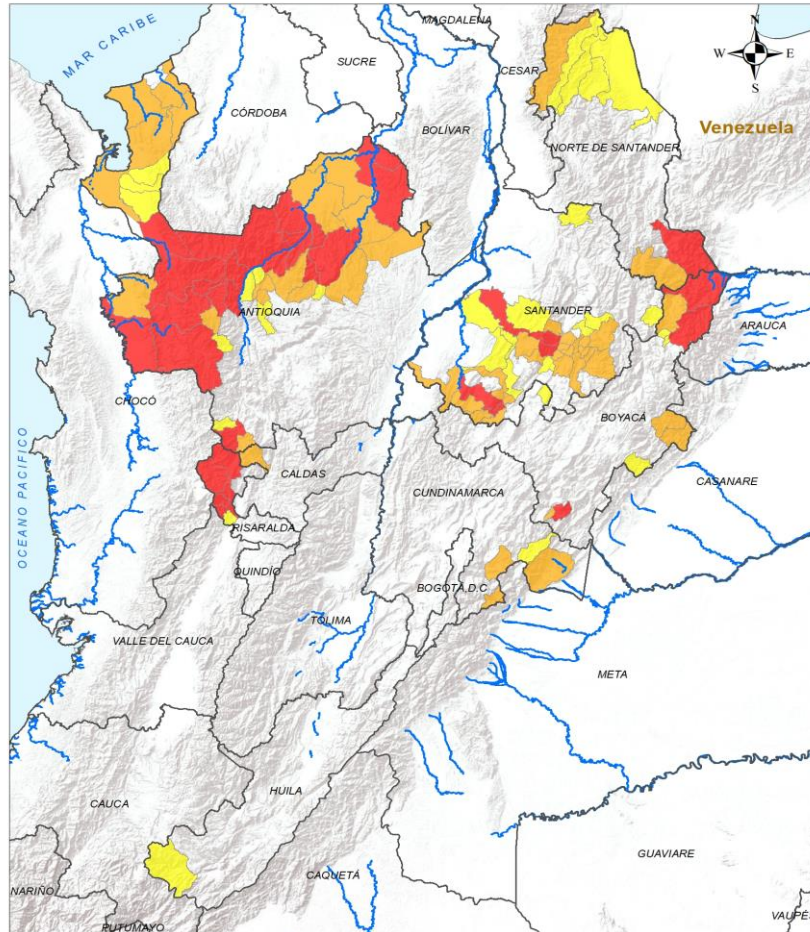 MAGDALENA
MAR CARIBE
SUCRE
CESAR
N
W E
S
CÓRDOBA
BOLÍVAR
Venezuela
NORTE DE SANTANDER
ANTIOQUIA
SANTANDER
ARAUCA
CHOCÓ
BOYACÁ
OCEANO PACIFICO
CALDAS
CASANARE
CUNDINAMARCA
RISARALDA
QUINDÍO
BOGOTÁ,D.C
TOLIMA
VALLE DEL CAUCA
META
HUILA
CAUCA
GUAVIARE
CAQUETÁ
NARIÑO
VAUPÉ
PUTUMAYO